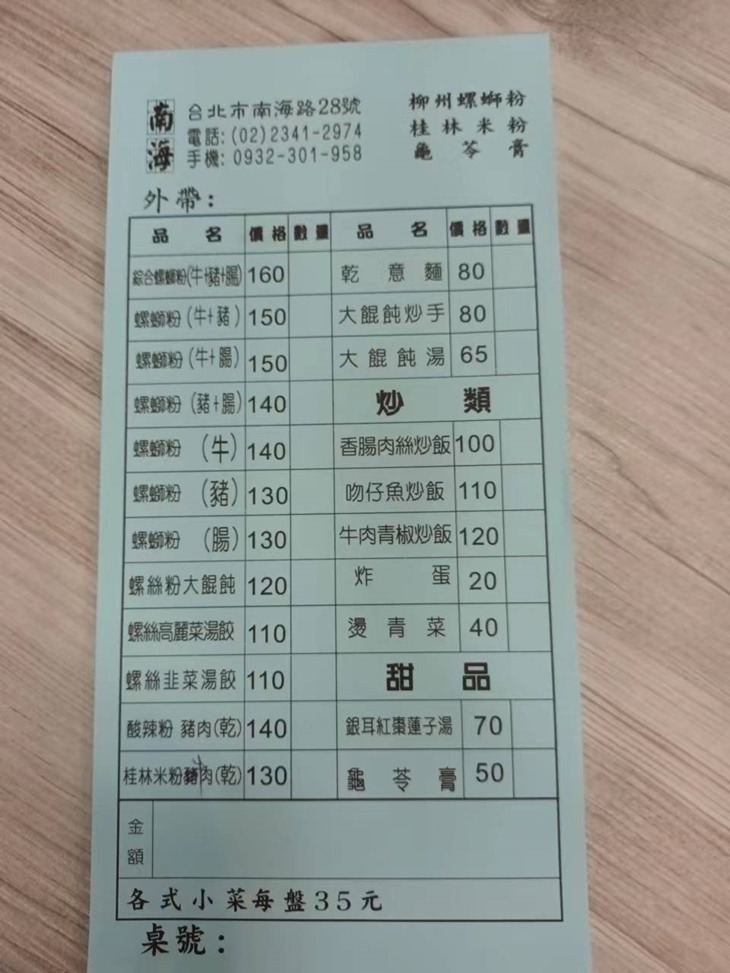 南海
台北市南海路28號
電話:(02)2341-2974
手機:0932-301-958
柳州螺螄粉
桂林米粉
龜苓膏
外帶:
品名 價格 數量 品名 價格 數量
綜合螺螄粉(牛+豬+腸) 160 乾意麵 80
螺螄粉(牛+豬) 150 大餛飩炒手 80
螺螄粉(牛+腸) 150 大餛飩湯 65
螺螄粉(豬+腸) 140 炒類
螺螄粉(牛) 140 香腸肉絲炒飯 100
螺螄粉(豬) 130 吻仔魚炒飯 110
螺螄粉(腸) 130 牛肉青椒炒飯 120
螺絲粉大餛飩 120 炸蛋 20
螺絲高麗菜湯餃 110 燙青菜 40
螺絲韭菜湯餃 110 甜品
酸辣粉 豬肉(乾) 140 銀耳紅棗蓮子湯 70
桂林米粉豬肉(乾) 130 龜苓膏 50
金額
各式小菜每盤35元
桌號: